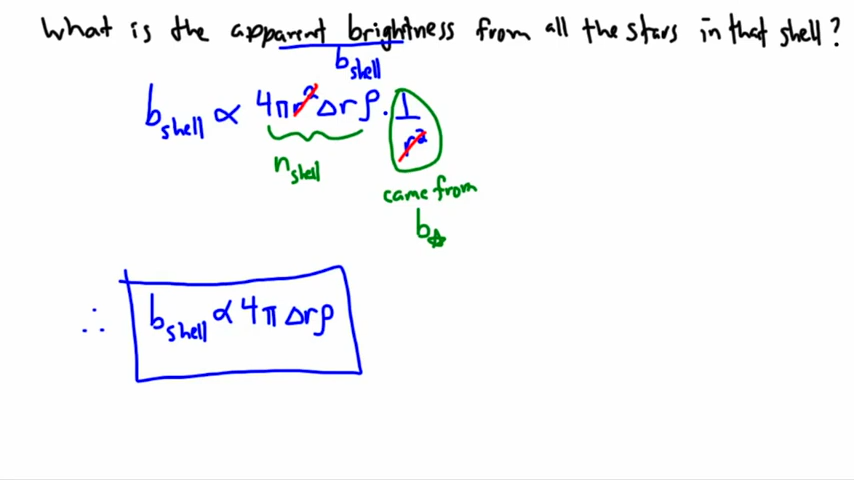 What is the apparent brightness from all the stars in that shell?
b_shell
b_shell ∝ 4πr²Δrρ · 1/r²
n_shell
came from
b_☆
∴ b_shell ∝ 4πΔrρ